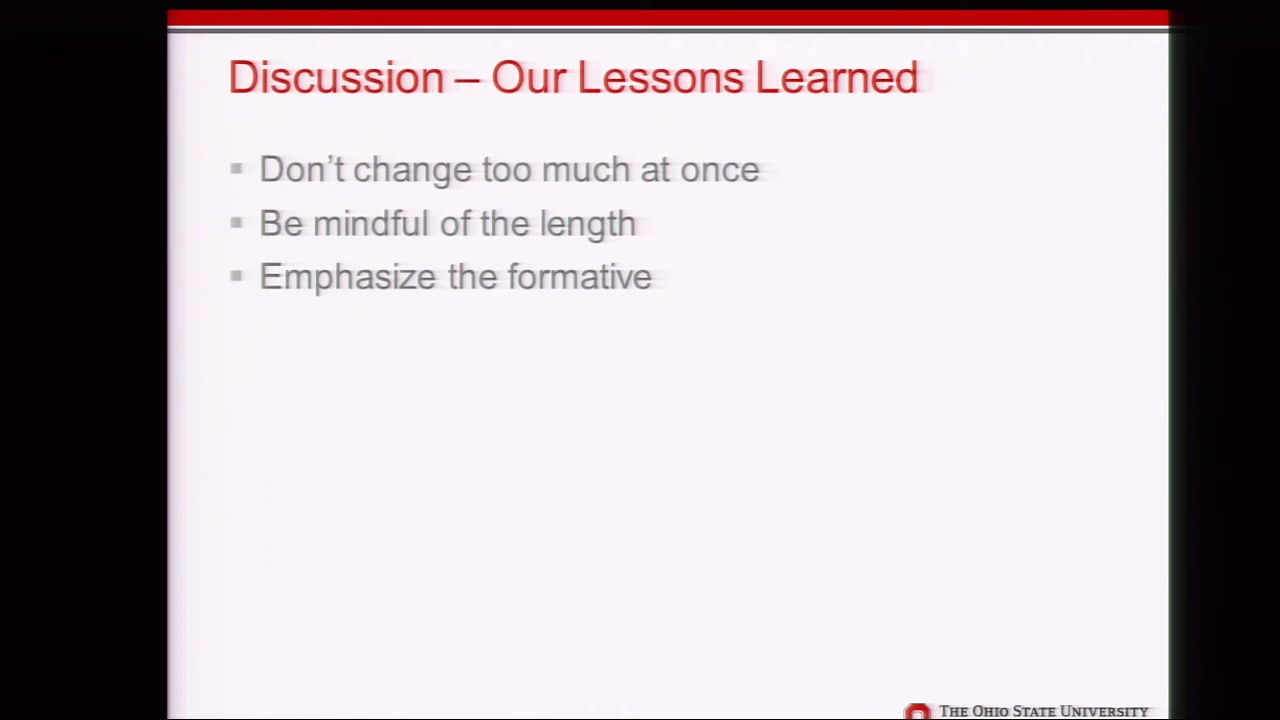 Discussion – Our Lessons Learned
▪ Don’t change too much at once
▪ Be mindful of the length
▪ Emphasize the formative
THE OHIO STATE UNIVERSITY